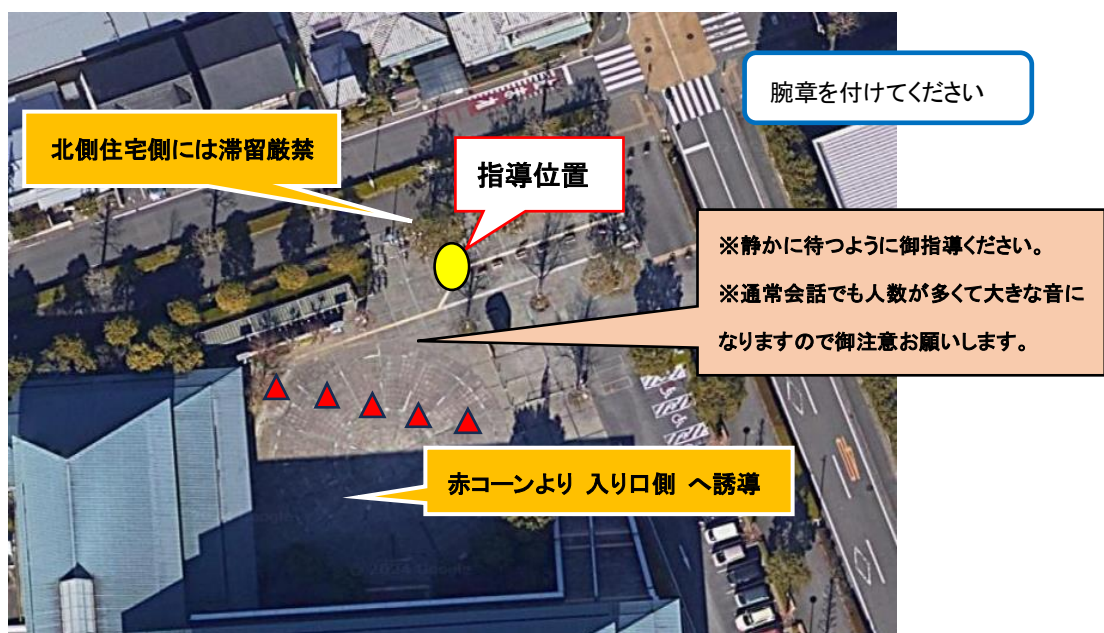 腕章を付けてください
北側住宅側には滞留厳禁
指導位置
※静かに待つように御指導ください。
※通常会話でも人数が多くて大きな音に
なりますので御注意お願いします。
赤コーンより 入り口側 へ誘導